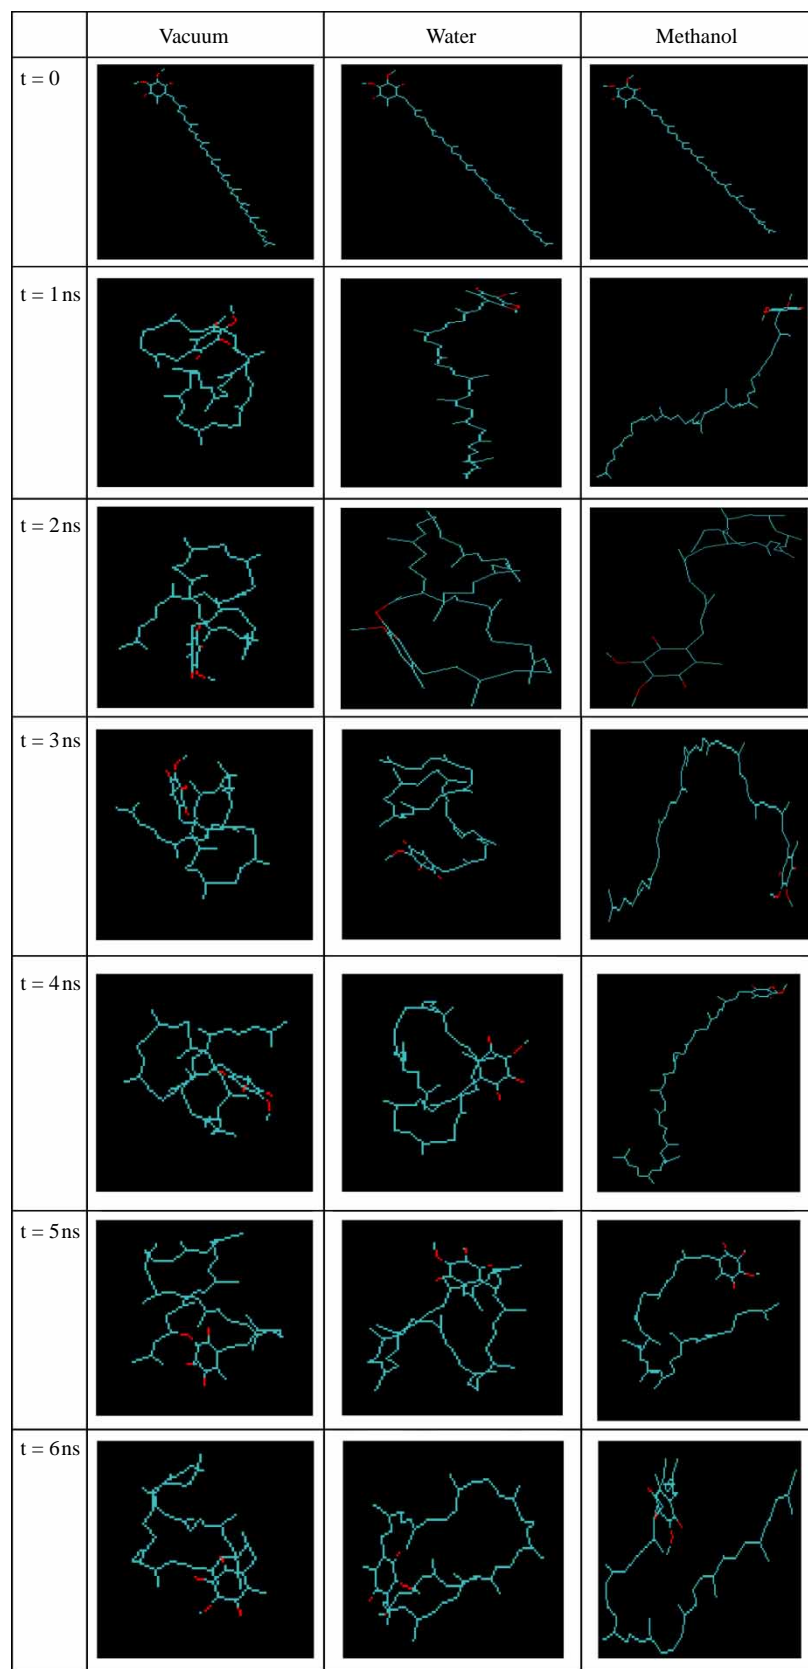 Vacuum Water Methanol
t = 0
t = 1 ns
t = 2 ns
t = 3 ns
t = 4 ns
t = 5 ns
t = 6 ns